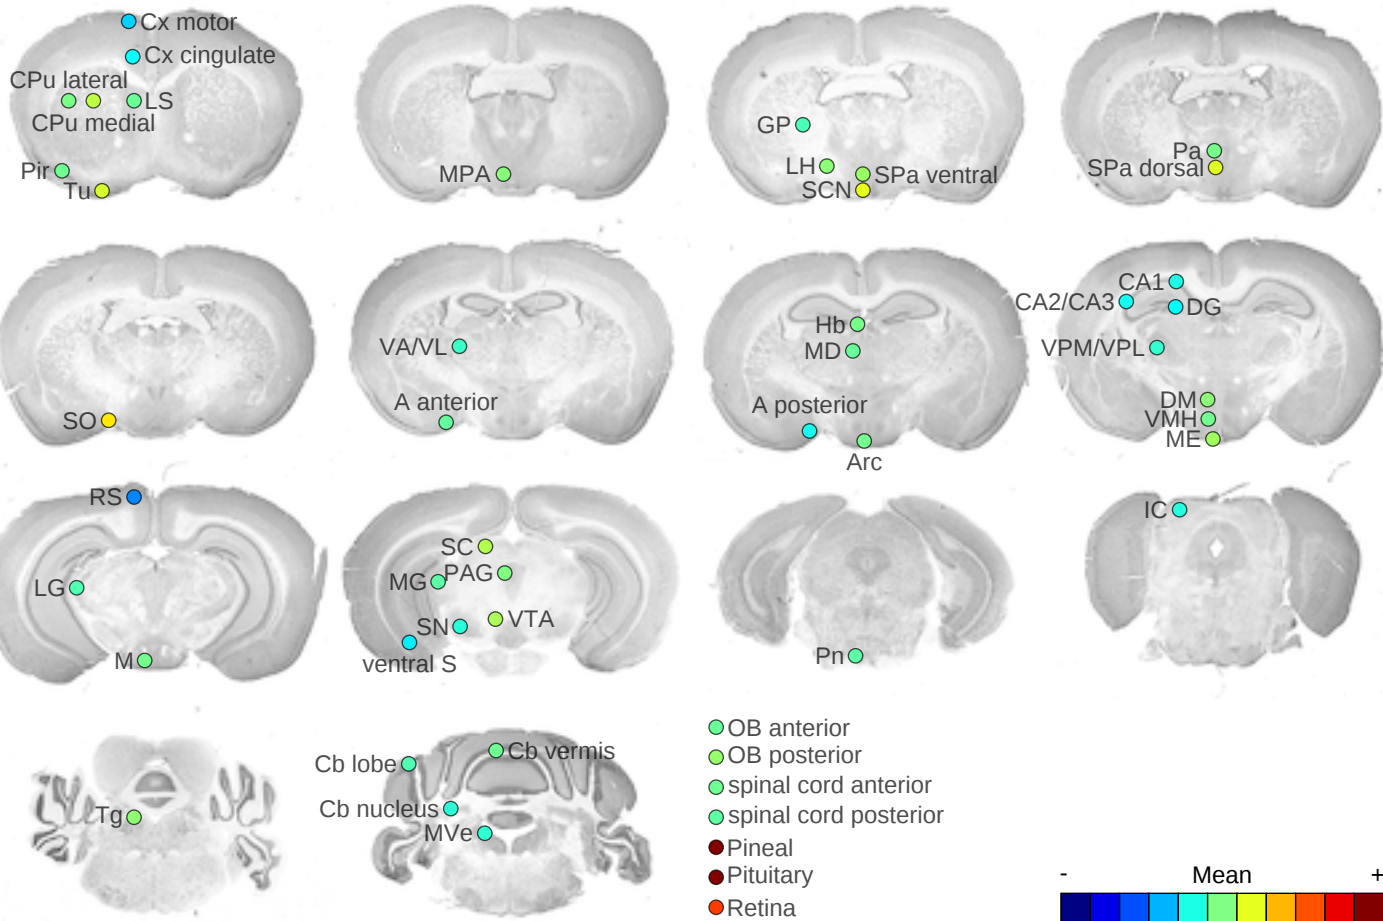 Cx motor
Cx cingulate
CPu lateral
LS
CPu medial
Pir
Tu
MPA
GP
LH
SPa ventral
SCN
Pa
SPa dorsal
SO
VA/VL
A anterior
Hb
MD
A posterior
Arc
CA1
CA2/CA3
DG
VPM/VPL
DM
VMH
ME
RS
LG
M
SC
PAG
MG
VTA
SN
ventral S
Pn
IC
Tg
Cb vermis
Cb lobe
Cb nucleus
MVe
OB anterior
OB posterior
spinal cord anterior
spinal cord posterior
Pineal
Pituitary
Retina
- Mean +